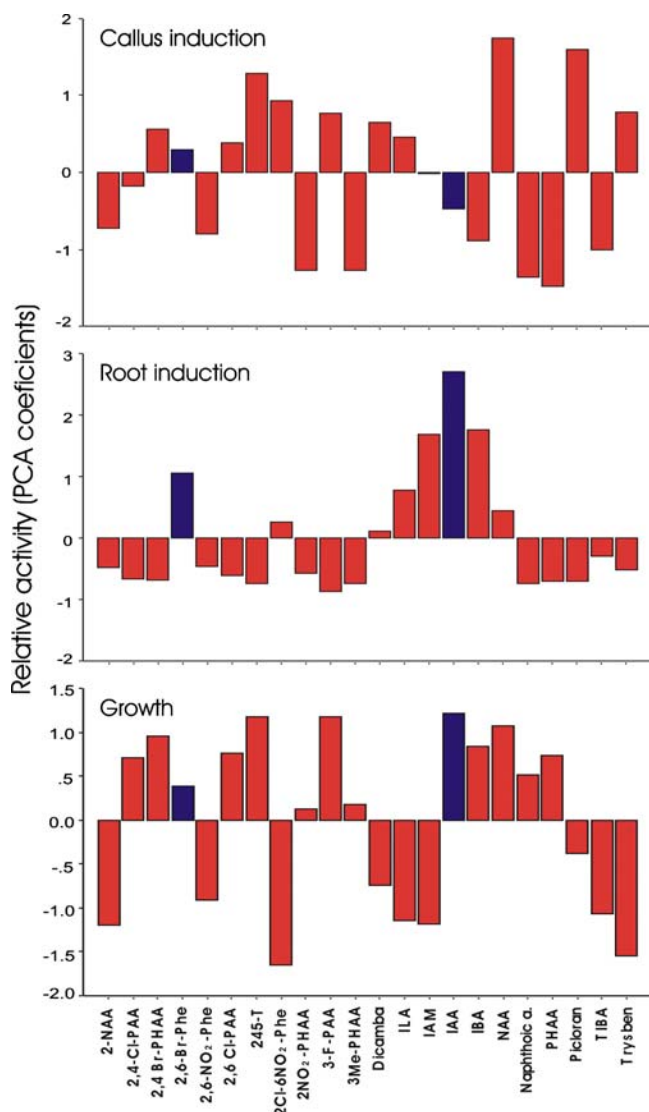 Relative activity (PCA coeficients)
Callus induction
2
1
0
-1
-2
Root induction
3
2
1
0
-1
-2
Growth
1.5
1.0
.5
0.0
-.5
-1.0
-1.5
-2.0
2-NAA
2,4-Cl-PAA
2,4 Br-PHAA
2,6-Br-Phe
2,6-NO₂-Phe
2,6 Cl-PAA
245-T
2Cl-6NO₂-Phe
2NO₂-PHAA
3-F-PAA
3Me-PHAA
Dicamba
ILA
IAM
IAA
IBA
NAA
Naphthoic a.
PHAA
Picloran
TIBA
Trysben